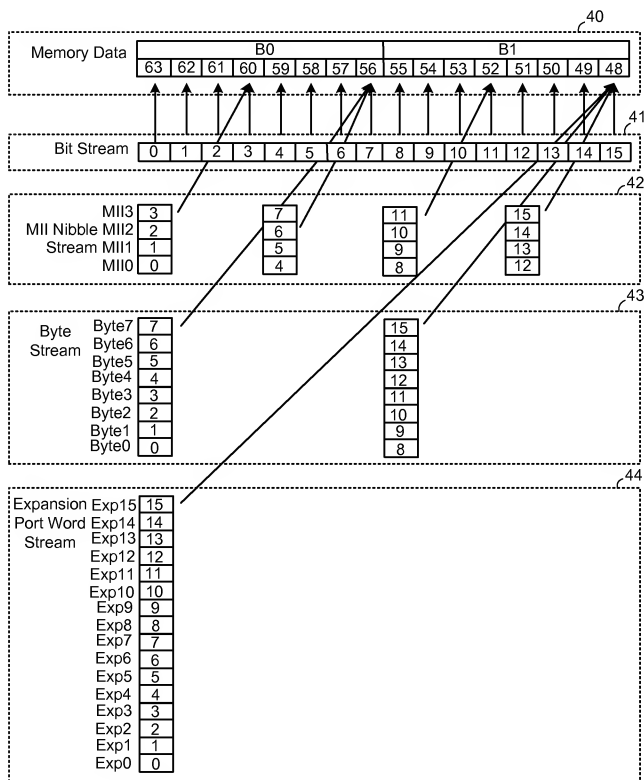 40
Memory Data
B0 B1
63 62 61 60 59 58 57 56 55 54 53 52 51 50 49 48
41
Bit Stream 0 1 2 3 4 5 6 7 8 9 10 11 12 13 14 15
42
MII3 3 7 11 15
MII Nibble MII2 2 6 10 14
Stream MII1 1 5 9 13
MII0 0 4 8 12
43
Byte Stream
Byte7 7 15
Byte6 6 14
Byte5 5 13
Byte4 4 12
Byte3 3 11
Byte2 2 10
Byte1 1 9
Byte0 0 8
44
Expansion Exp15 15
Port Word Exp14 14
Stream Exp13 13
Exp12 12
Exp11 11
Exp10 10
Exp9 9
Exp8 8
Exp7 7
Exp6 6
Exp5 5
Exp4 4
Exp3 3
Exp2 2
Exp1 1
Exp0 0